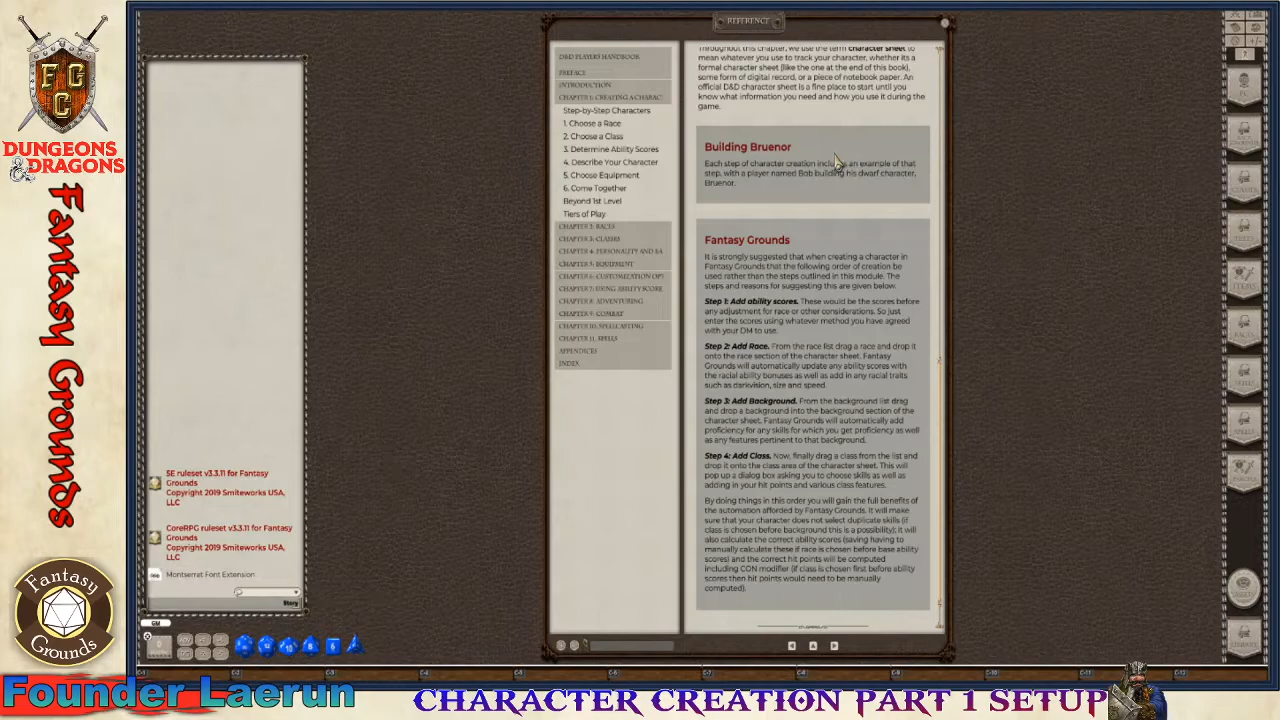 FGC
DUNGEONS
& DRAGONS
Fantasy Grounds
Fantasy
Grounds
SE ruleset v3.3.11 for Fantasy
Grounds
Copyright 2019 Smiteworks USA,
LLC
CoreRPG ruleset v3.3.11 for Fantasy
Grounds
Copyright 2019 Smiteworks USA,
LLC
Montserrat Font Extension
Story
GM
REFERENCE
D&D PLAYERS HANDBOOK
PREFACE
INTRODUCTION
CHAPTER 1: CREATING A CHARAC
Step-by-Step Characters
1. Choose a Race
2. Choose a Class
3. Determine Ability Scores
4. Describe Your Character
5. Choose Equipment
6. Come Together
Beyond 1st Level
Tiers of Play
CHAPTER 2: RACES
CHAPTER 3: CLASSES
CHAPTER 4: PERSONALITY AND BA
CHAPTER 5: EQUIPMENT
CHAPTER 6: CUSTOMIZATION OPT
CHAPTER 7: USING ABILITY SCORE
CHAPTER 8: ADVENTURING
CHAPTER 9: COMBAT
CHAPTER 10: SPELLCASTING
CHAPTER 11: SPELLS
APPENDICES
INDEX
Throughout this chapter, we use the term character sheet to
mean whatever you use to track your character, whether its a
formal character sheet (like the one at the end of this book),
some form of digital record, or a piece of notebook paper. An
official D&D character sheet is a fine place to start until you
know what information you need and how you use it during the
game.
Building Bruenor
Each step of character creation includes an example of that
step, with a player named Bob building his dwarf character,
Bruenor.
Fantasy Grounds
It is strongly suggested that when creating a character in
Fantasy Grounds that the following order of creation be
used rather than the steps outlined in this module. The
steps and reasons for suggesting this are given below.
Step 1: Add ability scores. These would be the scores before
any adjustment for race or other considerations. So just
enter the scores using whatever method you have agreed
with your DM to use.
Step 2: Add Race. From the race list drag a race and drop it
onto the race section of the character sheet. Fantasy
Grounds will automatically update any ability scores with
the racial ability bonuses as well as add in any racial traits
such as darkvision, size and speed.
Step 3: Add Background. From the background list drag
and drop a background into the background section of the
character sheet. Fantasy Grounds will automatically add
proficiency for any skills for which you get proficiency as well
as any features pertinent to that background.
Step 4: Add Class. Now, finally drag a class from the list and
drop it onto the class area of the character sheet. This will
pop up a dialog box asking you to choose skills as well as
adding in your hit points and various class features.
By doing things in this order you will gain the full benefits of
the automation afforded by Fantasy Grounds. It will make
sure that your character does not select duplicate skills (if
class is chosen before background this is a possibility); it will
also calculate the correct ability scores (saving having to
manually calculate these if race is chosen before base ability
scores) and the correct hit points will be computed
including CON modifier (if class is chosen first before ability
scores then hit points would need to be manually
computed).
Founder Laerun
CHARACTER CREATION PART 1 SETUP